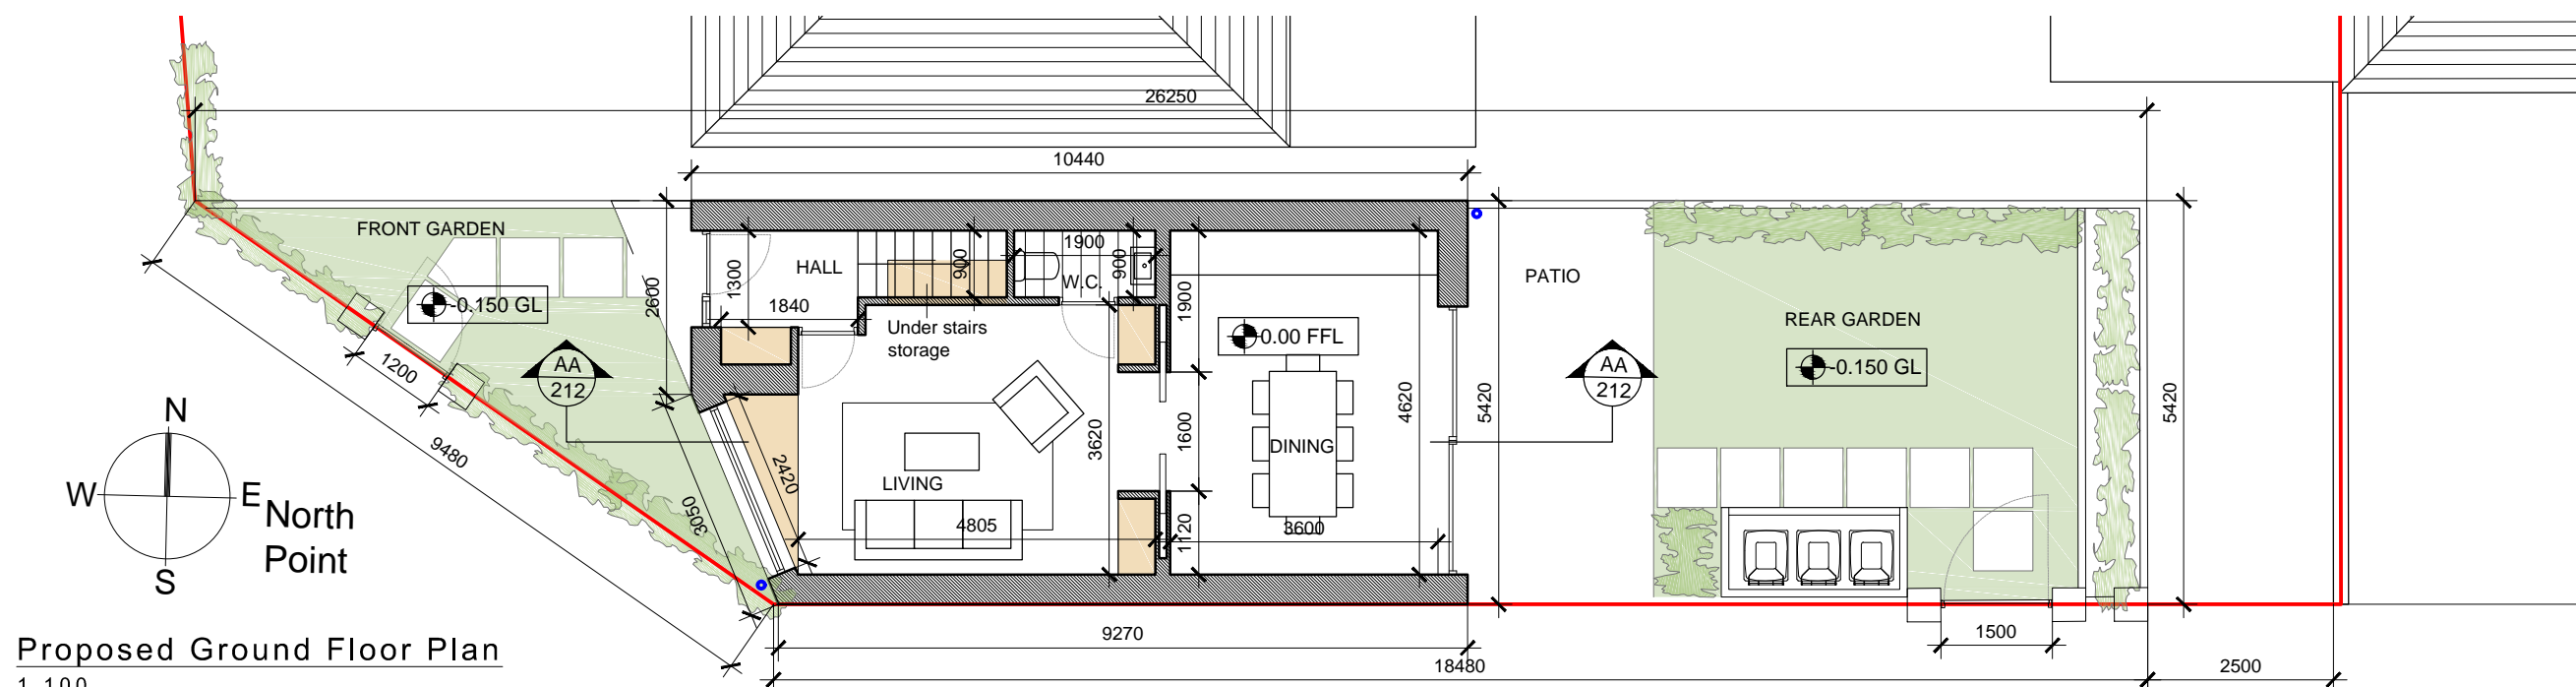 26250
10440
FRONT GARDEN
HALL
900
1900
900
W.C.
PATIO
2600
1300
1840
-0.150 GL
Under stairs
storage
1900
0.00 FFL
REAR GARDEN
-0.150 GL
1200
AA
212
AA
212
N
W
E
S
North
Point
9480
2420
3050
3620
1600
4620
5420
5420
DINING
LIVING
4805
1120
3600
9270
1500
18480
2500
Proposed Ground Floor Plan
1 100